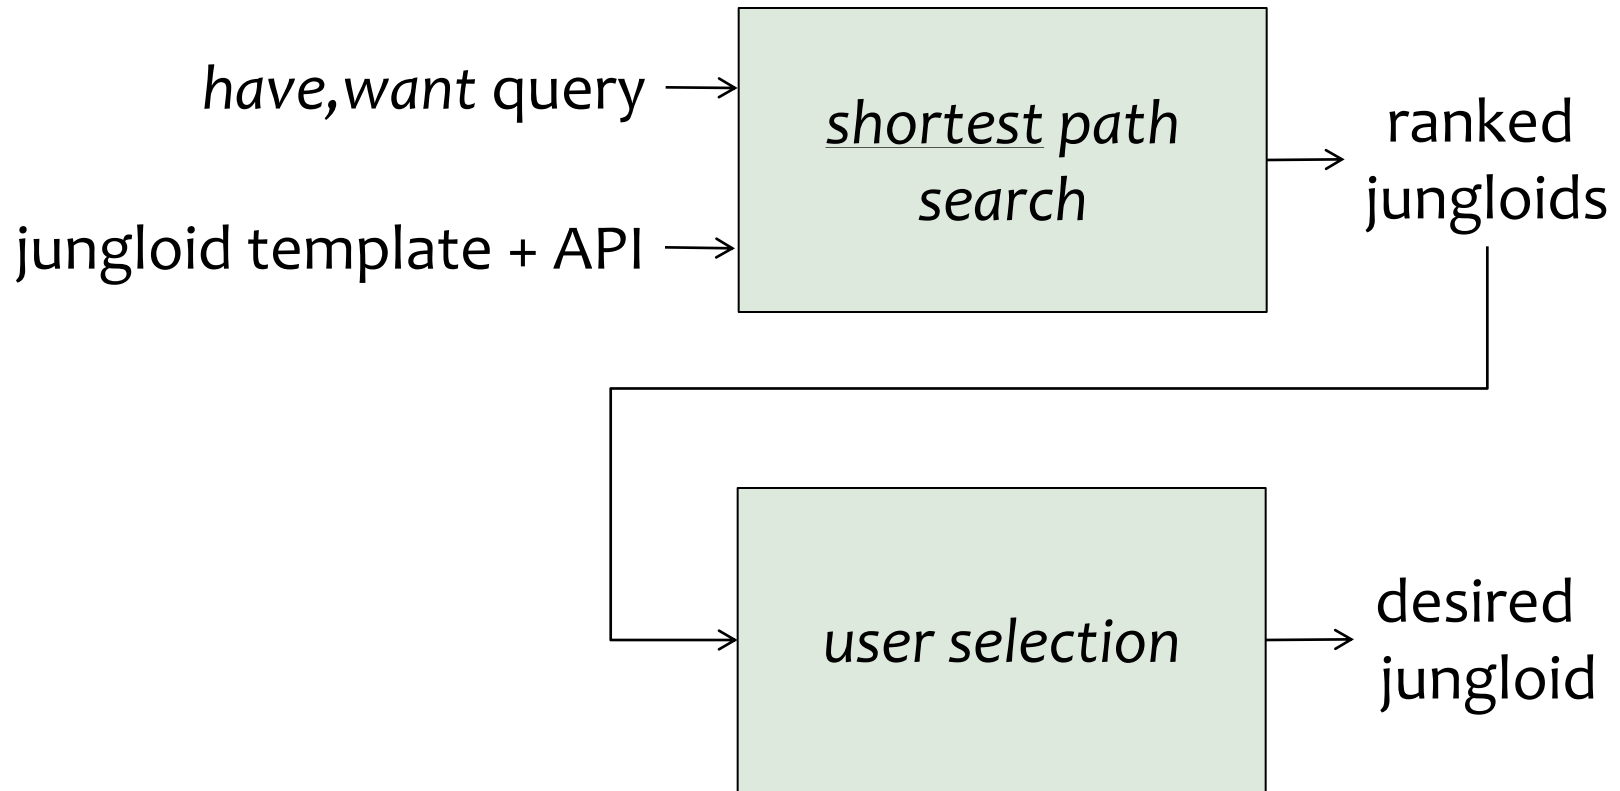 have,want query
jungloid template + API
shortest path
search
ranked
jungloids
user selection
desired
jungloid